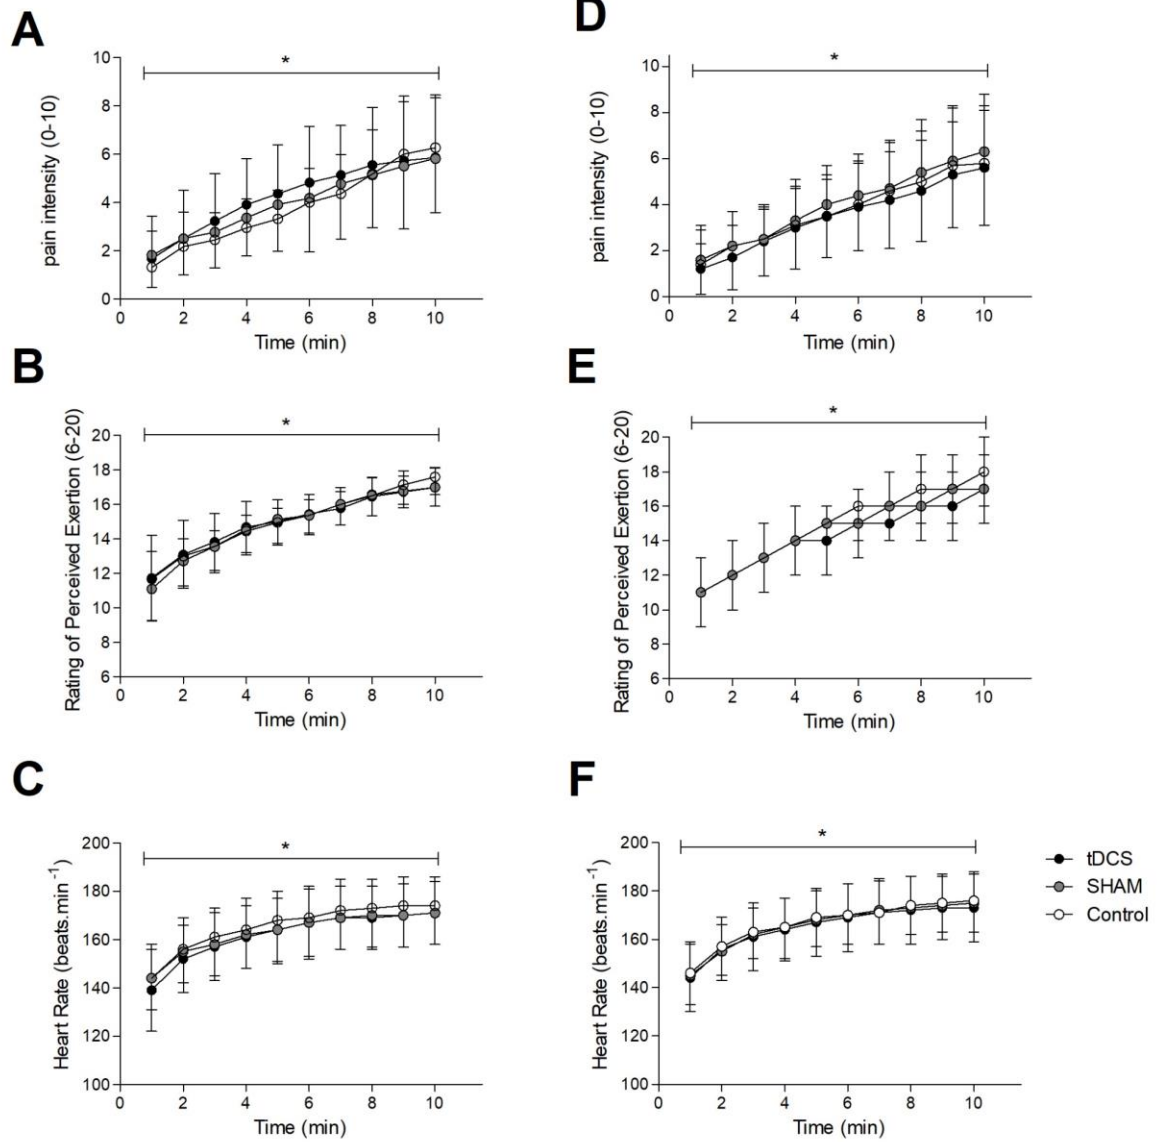 A
*
pain intensity (0-10)
10
8
6
4
2
0
0 2 4 6 8 10
Time (min)
D
*
pain intensity (0-10)
10
8
6
4
2
0
0 2 4 6 8 10
Time (min)
B
*
Rating of Perceived Exertion (6-20)
20
18
16
14
12
10
8
6
0 2 4 6 8 10
Time (min)
E
*
Rating of Perceived Exertion (6-20)
20
18
16
14
12
10
8
6
0 2 4 6 8 10
Time (min)
C
*
Heart Rate (beats.min⁻¹)
200
180
160
140
120
100
0 2 4 6 8 10
Time (min)
F
*
Heart Rate (beats.min⁻¹)
200
180
160
140
120
100
0 2 4 6 8 10
Time (min)
tDCS
SHAM
Control